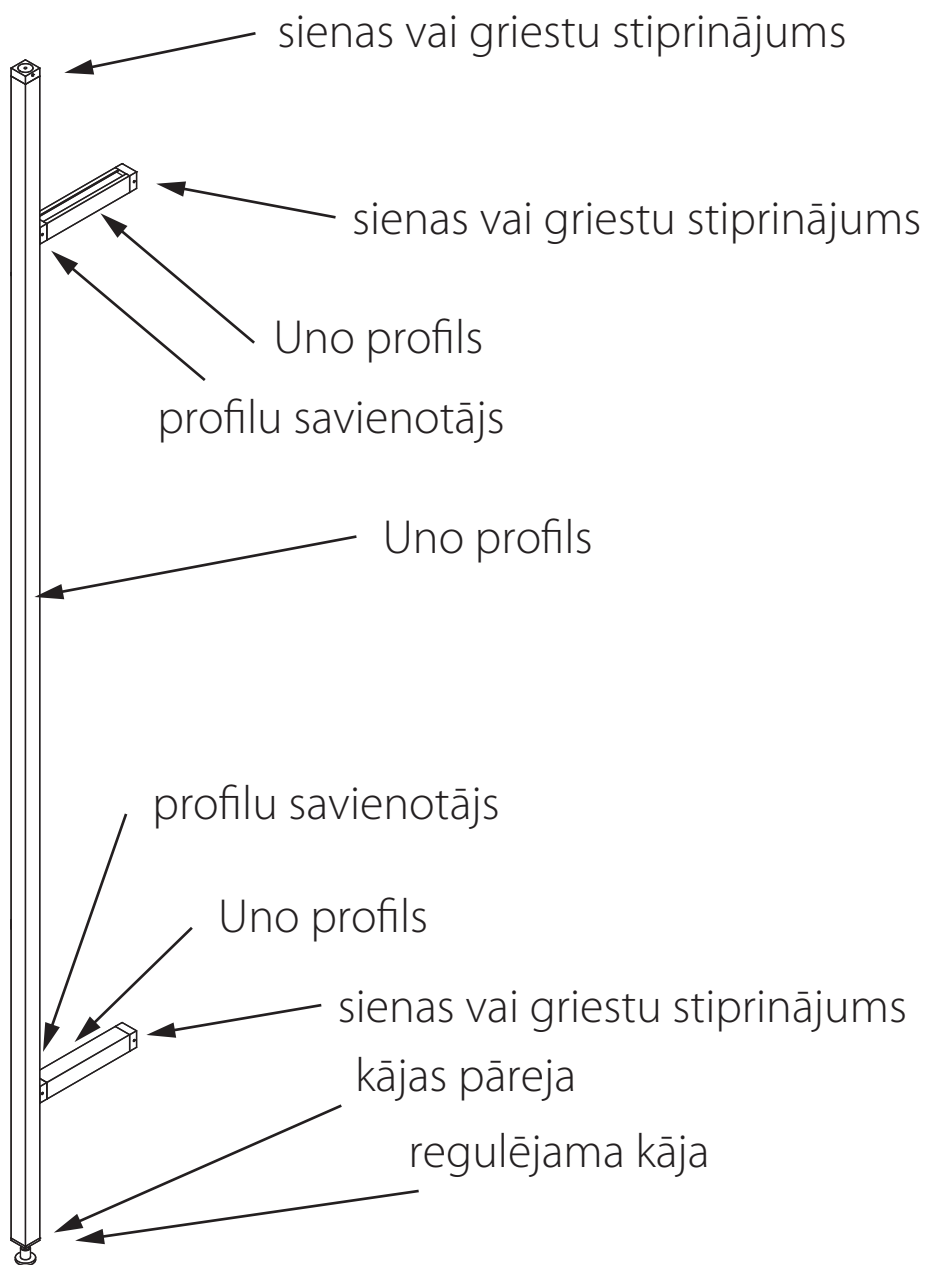 sienas vai griestu stiprinājums
sienas vai griestu stiprinājums
Uno profils
profilu savienotājs
Uno profils
profilu savienotājs
Uno profils
sienas vai griestu stiprinājums
kājas pāreja
regulējama kāja